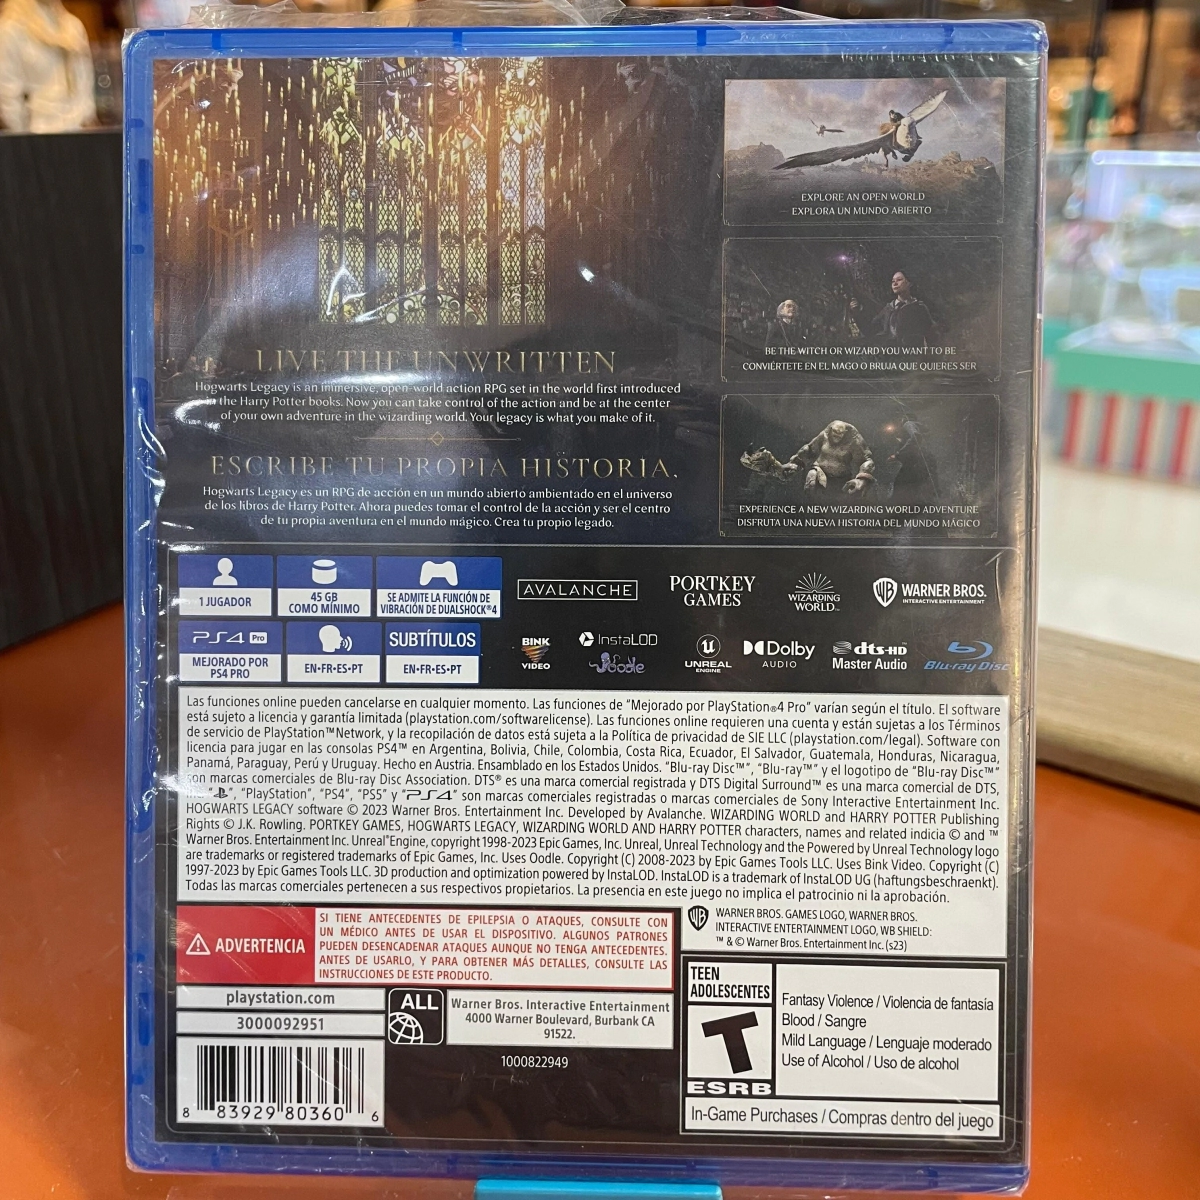 EXPLORE AN OPEN WORLD
EXPLORA UN MUNDO ABIERTO
BE THE WITCH OR WIZARD YOU WANT TO BE
CONVIÉRTETE EN EL MAGO O BRUJA QUE QUIERES SER
EXPERIENCE A NEW WIZARDING WORLD ADVENTURE
DISFRUTA UNA NUEVA HISTORIA DEL MUNDO MÁGICO
LIVE THE UNWRITTEN
Hogwarts Legacy is an immersive, open-world action RPG set in the world first introduced
in the Harry Potter books. Now you can take control of the action and be at the center
of your own adventure in the wizarding world. Your legacy is what you make of it.
ESCRIBE TU PROPIA HISTORIA.
Hogwarts Legacy es un RPG de acción en un mundo abierto ambientado en el universo
de los libros de Harry Potter. Ahora puedes tomar el control de la acción y ser el centro
de tu propia aventura en el mundo mágico. Crea tu propio legado.
1 JUGADOR
45 GB
COMO MÍNIMO
SE ADMITE LA FUNCIÓN DE
VIBRACIÓN DE DUALSHOCK®4
AVALANCHE
PORTKEY
GAMES
WIZARDING
WORLD™
WB WARNER BROS.
INTERACTIVE ENTERTAINMENT
PS4 Pro
MEJORADO POR
PS4 PRO
EN•FR•ES•PT
SUBTÍTULOS
EN•FR•ES•PT
BINK
VIDEO
InstaLOD
Oodle
UNREAL
ENGINE
Dolby
AUDIO
dts-HD
Master Audio
Blu-ray Disc
Las funciones online pueden cancelarse en cualquier momento. Las funciones de "Mejorado por PlayStation®4 Pro" varían según el título. El software
está sujeto a licencia y garantía limitada (playstation.com/softwarelicense). Las funciones online requieren una cuenta y están sujetas a los Términos
de servicio de PlayStation™Network, y la recopilación de datos está sujeta a la Política de privacidad de SIE LLC (playstation.com/legal). Software con
licencia para jugar en las consolas PS4™ en Argentina, Bolivia, Chile, Colombia, Costa Rica, Ecuador, El Salvador, Guatemala, Honduras, Nicaragua,
Panamá, Paraguay, Perú y Uruguay. Hecho en Austria. Ensamblado en los Estados Unidos. "Blu-ray Disc™", "Blu-ray™" y el logotipo de "Blu-ray Disc™"
son marcas comerciales de Blu-ray Disc Association. DTS® es una marca comercial registrada y DTS Digital Surround™ es una marca comercial de DTS,
"PlayStation", "PS4", "PS5" y "PS4" son marcas comerciales registradas o marcas comerciales de Sony Interactive Entertainment Inc.
HOGWARTS LEGACY software © 2023 Warner Bros. Entertainment Inc. Developed by Avalanche. WIZARDING WORLD and HARRY POTTER Publishing
Rights © J.K. Rowling. PORTKEY GAMES, HOGWARTS LEGACY, WIZARDING WORLD AND HARRY POTTER characters, names and related indicia © and ™
Warner Bros. Entertainment Inc. Unreal®Engine, copyright 1998-2023 Epic Games, Inc. Unreal, Unreal Technology and the Powered by Unreal Technology logo
are trademarks or registered trademarks of Epic Games, Inc. Uses Oodle. Copyright (C) 2008-2023 by Epic Games Tools LLC. Uses Bink Video. Copyright (C)
1997-2023 by Epic Games Tools LLC. 3D production and optimization powered by InstaLOD. InstaLOD is a trademark of InstaLOD UG (haftungsbeschraenkt).
Todas las marcas comerciales pertenecen a sus respectivos propietarios. La presencia en este juego no implica el patrocinio ni la aprobación.
ADVERTENCIA
SI TIENE ANTECEDENTES DE EPILEPSIA O ATAQUES, CONSULTE CON
UN MÉDICO ANTES DE USAR EL DISPOSITIVO. ALGUNOS PATRONES
PUEDEN DESENCADENAR ATAQUES AUNQUE NO TENGA ANTECEDENTES.
ANTES DE USARLO, Y PARA OBTENER MÁS DETALLES, CONSULTE LAS
INSTRUCCIONES DE ESTE PRODUCTO.
WB WARNER BROS. GAMES LOGO, WARNER BROS.
INTERACTIVE ENTERTAINMENT LOGO, WB SHIELD:
™ & © Warner Bros. Entertainment Inc. (s23)
playstation.com
3000092951
ALL
Warner Bros. Interactive Entertainment
4000 Warner Boulevard, Burbank CA
91522.
1000822949
8 83929 80360 6
TEEN
ADOLESCENTES
T
ESRB
Fantasy Violence / Violencia de fantasía
Blood / Sangre
Mild Language / Lenguaje moderado
Use of Alcohol / Uso de alcohol
In-Game Purchases / Compras dentro del juego